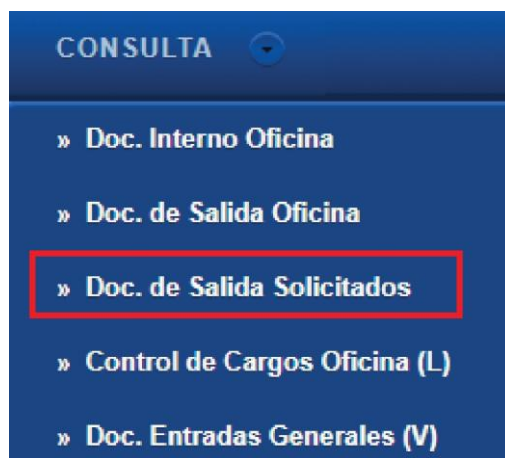 CONSULTA
» Doc. Interno Oficina
» Doc. de Salida Oficina
» Doc. de Salida Solicitados
» Control de Cargos Oficina (L)
» Doc. Entradas Generales (V)